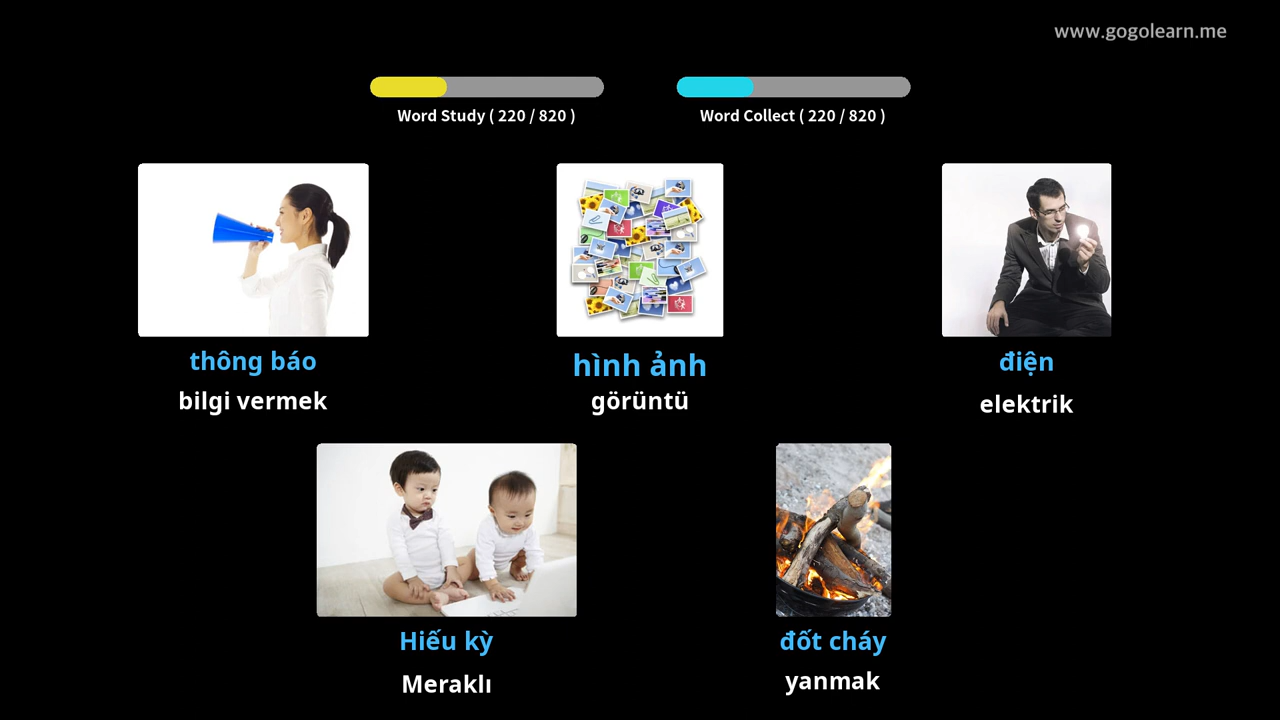 www.gogolearn.me
Word Study ( 220 / 820 )
Word Collect ( 220 / 820 )
thông báo
bilgi vermek
hình ảnh
görüntü
điện
elektrik
Hiếu kỳ
Meraklı
đốt cháy
yanmak